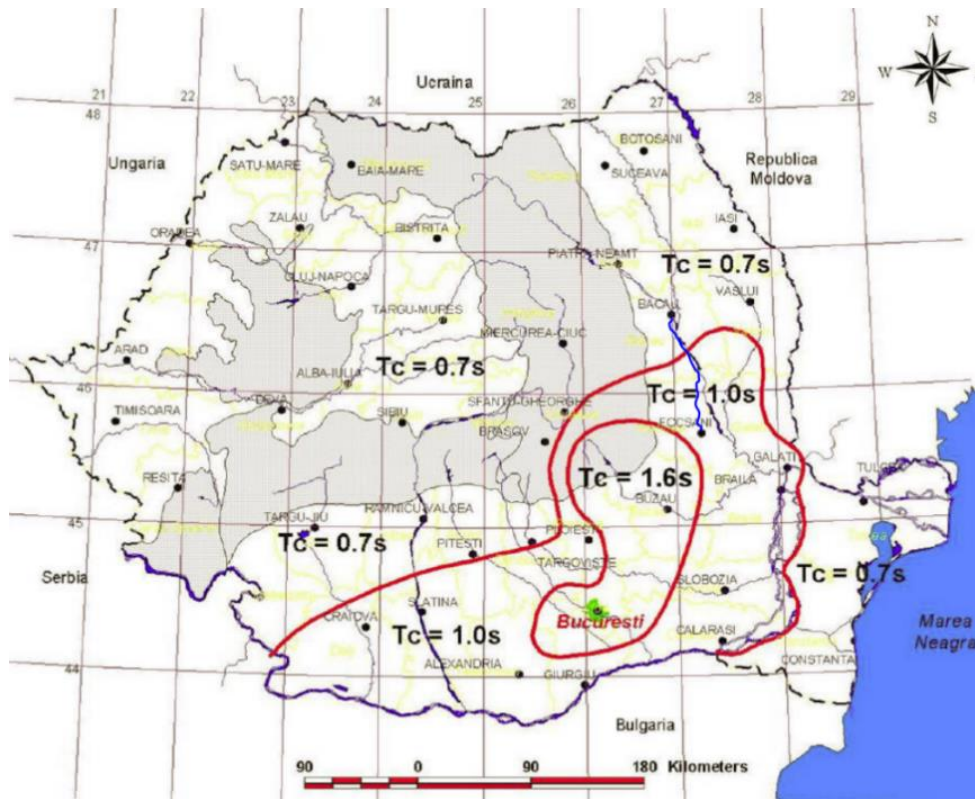 N
W
S
Ucraina
21
22
23
24
25
26
27
28
29
48
BOTOSANI
Ungaria
SATU-MARE
BAIA-MARE
SUCEAVA
Republica
Moldova
ZALAU
IASI
ORADEA
BISTRITA
47
PIATRA-NEAMT
Tc = 0.7s
CLUJ-NAPOCA
VASLUI
BACAU
TARGU-MURES
MIERCUREA-CIUC
ARAD
ALBA-IULIA
Tc = 0.7s
46
Tc = 1.0s
SFANTU-GHEORGHE
TIMISOARA
DEVA
SIBIU
FOCSANI
BRASOV
GALATI
Tc = 1.6s
RESITA
BRAILA
BUZAU
RAMNICU-VALCEA
TARGU-JIU
45
PLOIESTI
Tc = 0.7s
PITESTI
TARGOVISTE
Serbia
SLOBOZIA
Tc = 0.7s
SLATINA
Bucuresti
CRAIOVA
Tc = 1.0s
CALARASI
Marea
Neagra
ALEXANDRIA
CONSTANTA
44
GIURGIU
Bulgaria
90
0
90
180 Kilometers